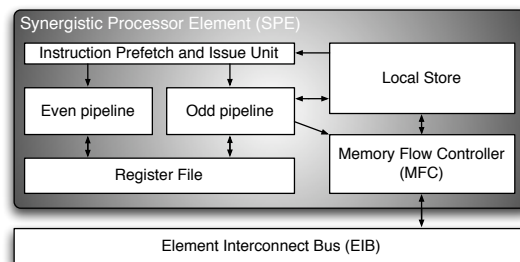 Synergistic Processor Element (SPE)
Instruction Prefetch and Issue Unit
Local Store
Even pipeline
Odd pipeline
Memory Flow Controller
(MFC)
Register File
Element Interconnect Bus (EIB)